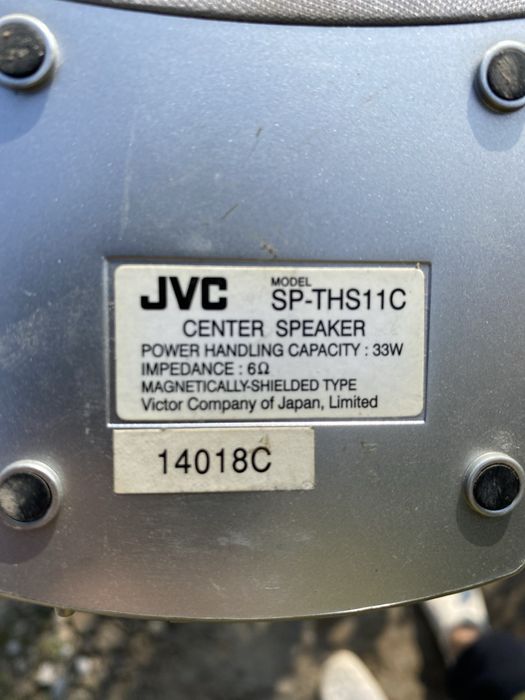 JVC MODEL SP-THS11C
CENTER SPEAKER
POWER HANDLING CAPACITY : 33W
IMPEDANCE : 6Ω
MAGNETICALLY-SHIELDED TYPE
Victor Company of Japan, Limited
14018C